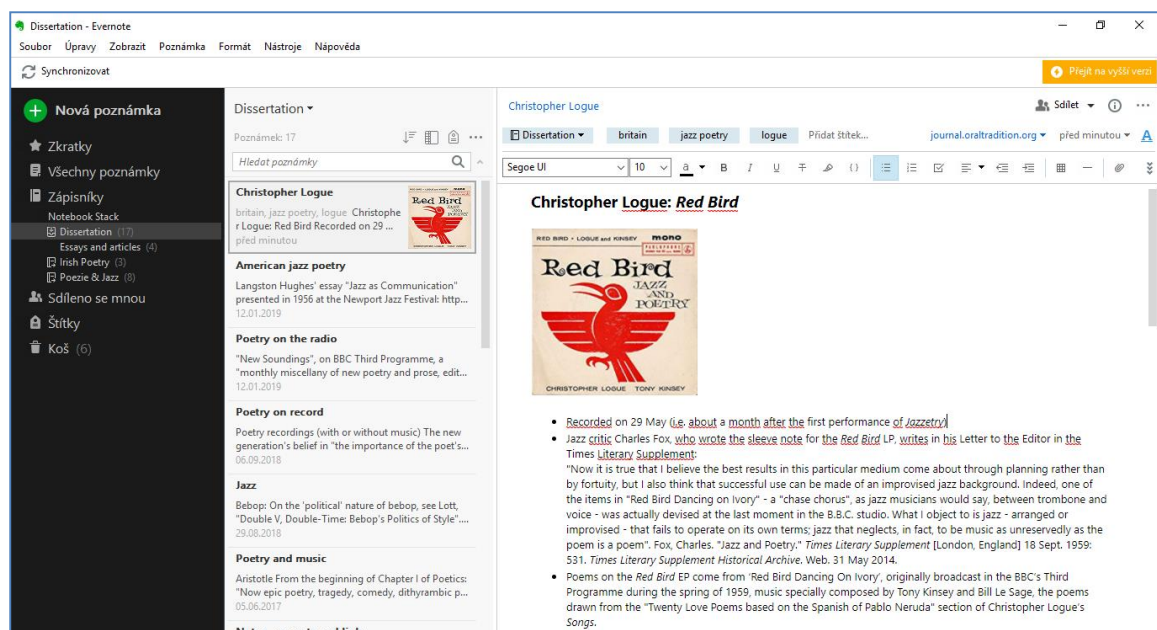 Dissertation - Evernote
Soubor Úpravy Zobrazit Poznámka Formát Nástroje Nápověda
Synchronizovat
Přejít na vyšší verzi
Nová poznámka
Zkratky
Všechny poznámky
Zápisníky
Notebook Stack
Dissertation (17)
Essays and articles (4)
Irish Poetry (3)
Poezie & Jazz (8)
Sdíleno se mnou
Štítky
Koš (6)
Dissertation
Poznámek: 17
Hledat poznámky
Christopher Logue
britain, jazz poetry, logue Christophe
r Logue: Red Bird Recorded on 29 ...
před minutou
Red Bird
JAZZ
AND
POETRY
American jazz poetry
Langston Hughes' essay "Jazz as Communication"
presented in 1956 at the Newport Jazz Festival: http...
12.01.2019
Poetry on the radio
"New Soundings", on BBC Third Programme, a
"monthly miscellany of new poetry and prose, edit...
12.01.2019
Poetry on record
Poetry recordings (with or without music) The new
generation's belief in "the importance of the poet's...
06.09.2018
Jazz
Bebop: On the 'political' nature of bebop, see Lott,
"Double V, Double-Time: Bebop's Politics of Style"....
29.08.2018
Poetry and music
Aristotle From the beginning of Chapter I of Poetics:
"Now epic poetry, tragedy, comedy, dithyrambic p...
05.06.2017
Christopher Logue
Sdílet
Dissertation britain jazz poetry logue Přidat štítek... journal.oraltradition.org před minutou A
Segoe UI 10 a B I U T
Christopher Logue: Red Bird
RED BIRD • LOGUE and KINSEY mono
PARLOPHONE
Red Bird
JAZZ
AND
POETRY
CHRISTOPHER LOGUE TONY KINSEY
• Recorded on 29 May (i.e. about a month after the first performance of Jazzetry)
• Jazz critic Charles Fox, who wrote the sleeve note for the Red Bird LP, writes in his Letter to the Editor in the
Times Literary Supplement:
"Now it is true that I believe the best results in this particular medium come about through planning rather than
by fortuity, but I also think that successful use can be made of an improvised jazz background. Indeed, one of
the items in "Red Bird Dancing on Ivory" - a "chase chorus", as jazz musicians would say, between trombone and
voice - was actually devised at the last moment in the B.B.C. studio. What I object to is jazz - arranged or
improvised - that fails to operate on its own terms; jazz that neglects, in fact, to be music as unreservedly as the
poem is a poem". Fox, Charles. "Jazz and Poetry." Times Literary Supplement [London, England] 18 Sept. 1959:
531. Times Literary Supplement Historical Archive. Web. 31 May 2014.
• Poems on the Red Bird EP come from 'Red Bird Dancing On Ivory', originally broadcast in the BBC's Third
Programme during the spring of 1959, music specially composed by Tony Kinsey and Bill Le Sage, the poems
drawn from the "Twenty Love Poems based on the Spanish of Pablo Neruda" section of Christopher Logue's
Songs.